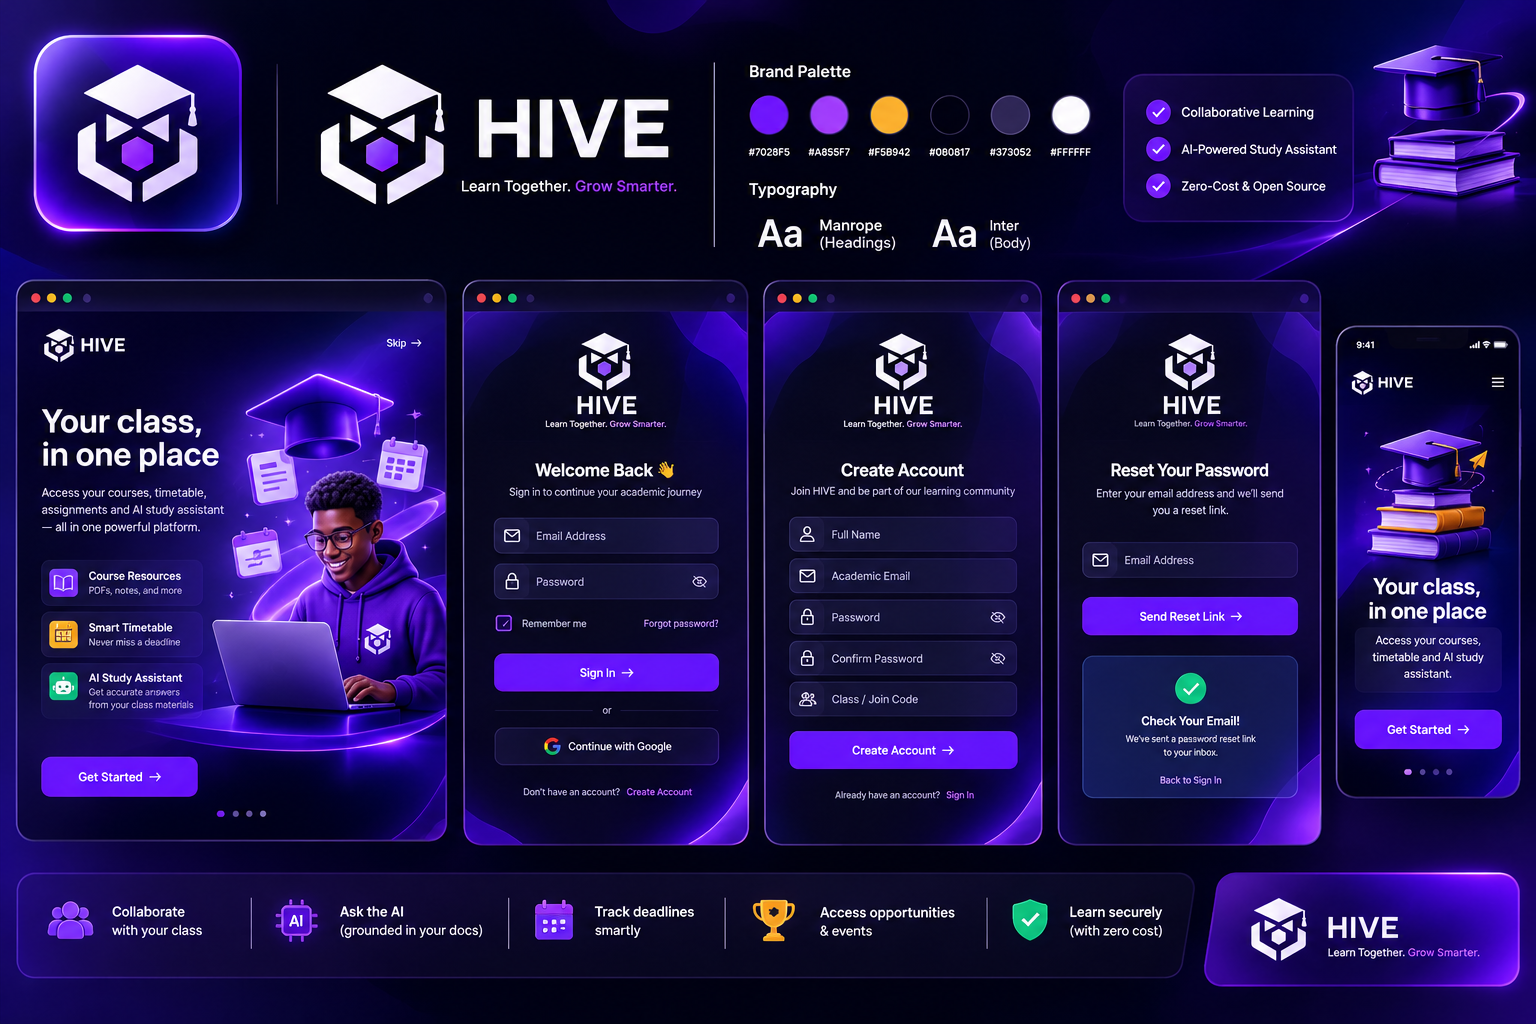 HIVE
Learn Together. Grow Smarter.
Brand Palette
#7028F5
#A855F7
#F5B942
#080817
#373052
#FFFFFF
Typography
Aa
Manrope
(Headings)
Aa
Inter
(Body)
Collaborative Learning
AI-Powered Study Assistant
Zero-Cost & Open Source
HIVE
Skip →
Your class,
in one place
Access your courses, timetable,
assignments and AI study assistant
— all in one powerful platform.
Course Resources
PDFs, notes, and more
Smart Timetable
Never miss a deadline
AI Study Assistant
Get accurate answers
from your class materials
Get Started →
HIVE
Learn Together. Grow Smarter.
Welcome Back 👋
Sign in to continue your academic journey
Email Address
Password
Remember me
Forgot password?
Sign In →
or
G Continue with Google
Don't have an account? Create Account
HIVE
Learn Together. Grow Smarter.
Create Account
Join HIVE and be part of our learning community
Full Name
Academic Email
Password
Confirm Password
Class / Join Code
Create Account →
Already have an account? Sign In
HIVE
Learn Together. Grow Smarter.
Reset Your Password
Enter your email address and we'll send
you a reset link.
Email Address
Send Reset Link →
Check Your Email!
We've sent a password reset link
to your inbox.
Back to Sign In
9:41
HIVE
Your class,
in one place
Access your courses,
timetable and AI study
assistant.
Get Started →
Collaborate
with your class
AI
Ask the AI
(grounded in your docs)
Track deadlines
smartly
Access opportunities
& events
Learn securely
(with zero cost)
HIVE
Learn Together. Grow Smarter.